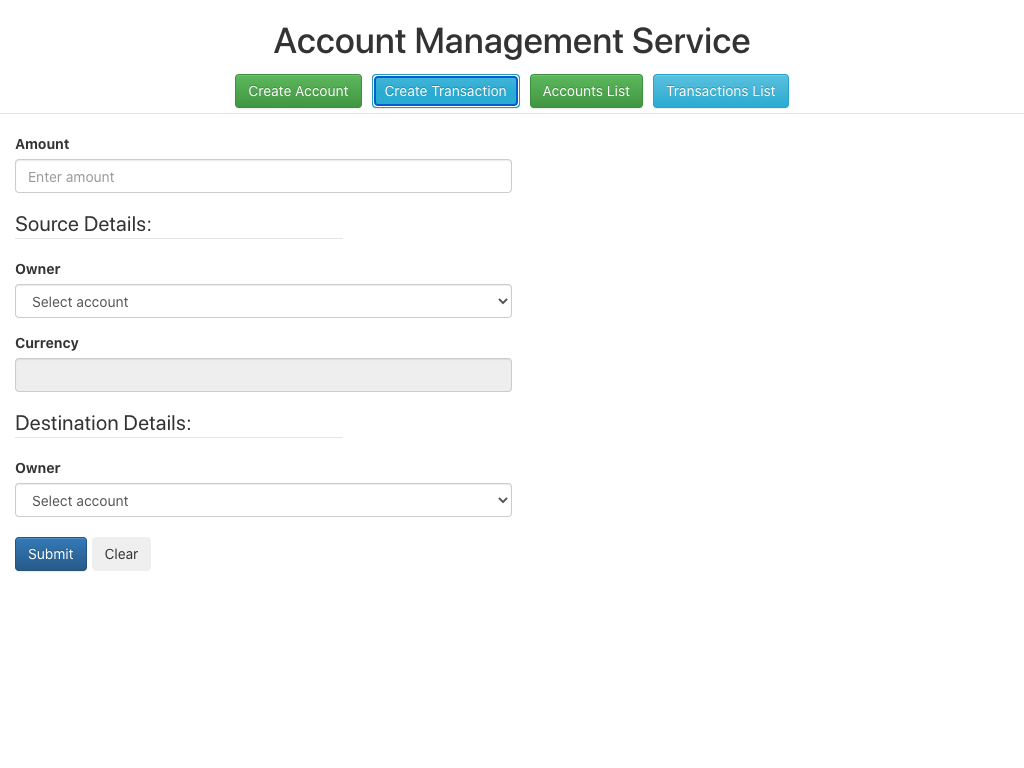 Account Management Service
Create Account Create Transaction Accounts List Transactions List
Amount
Enter amount
Source Details:
Owner
Select account
Currency
Destination Details:
Owner
Select account
Submit Clear